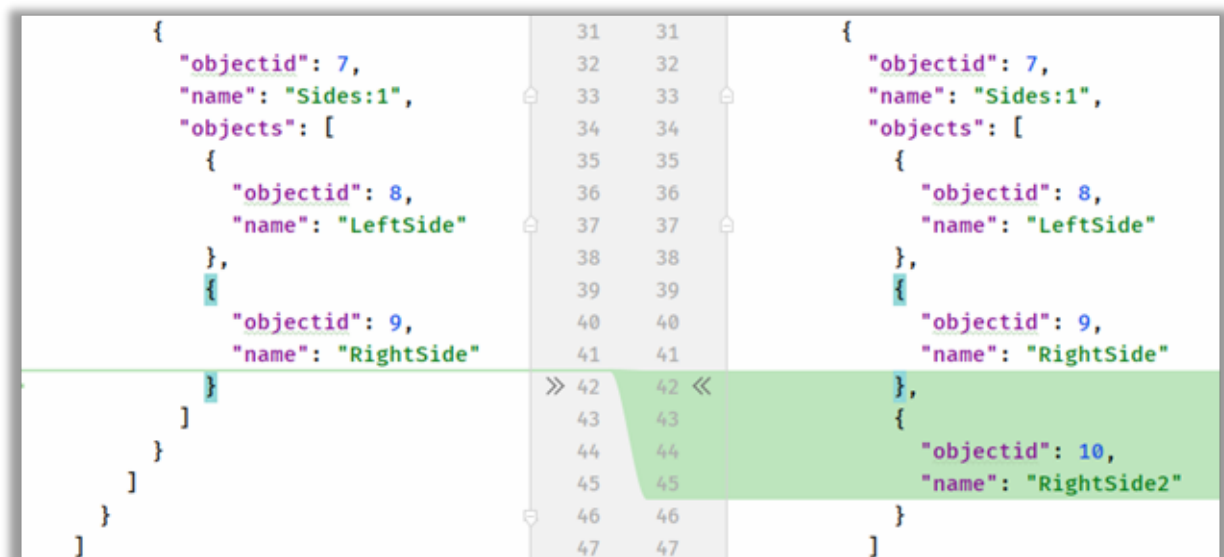 { 31 31 {
"objectid": 7, 32 32 "objectid": 7,
"name": "Sides:1", 33 33 "name": "Sides:1",
"objects": [ 34 34 "objects": [
{ 35 35 {
"objectid": 8, 36 36 "objectid": 8,
"name": "LeftSide" 37 37 "name": "LeftSide"
}, 38 38 },
{ 39 39 {
"objectid": 9, 40 40 "objectid": 9,
"name": "RightSide" 41 41 "name": "RightSide"
} >> 42 42 << },
] 43 43 {
} 44 44 "objectid": 10,
] 45 45 "name": "RightSide2"
} 46 46 }
] 47 47 ]